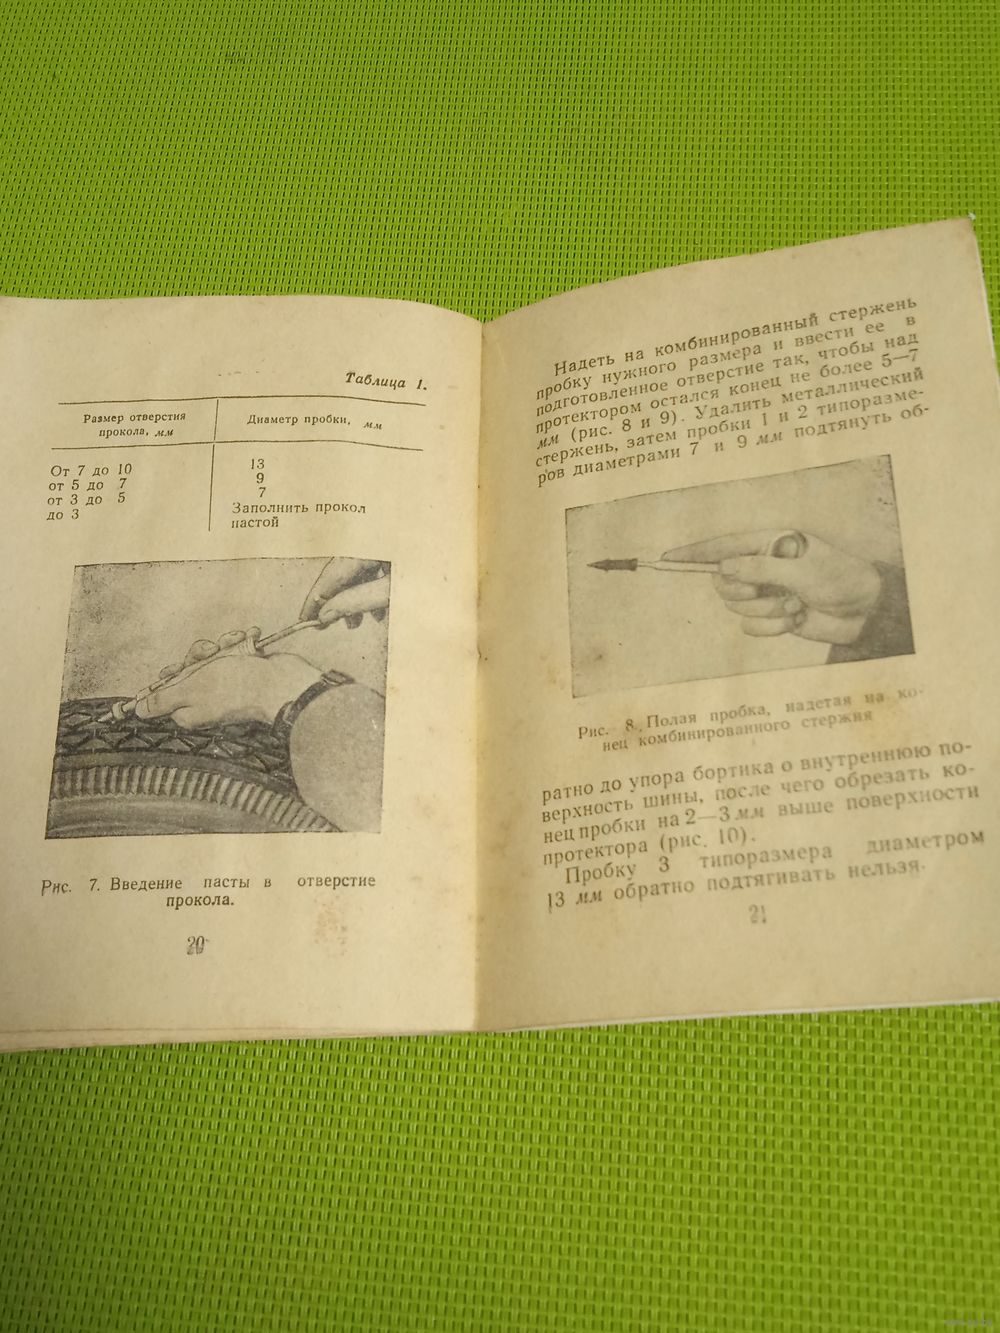 Таблица 1.
Размер отверстия
прокола, мм
Диаметр пробки, мм
От 7 до 10 13
от 5 до 7 9
от 3 до 5 7
до 3 Заполнить прокол
пастой
Рис. 7. Введение пасты в отверстие
прокола.
20
Надеть на комбинированный стержень
пробку нужного размера и ввести ее в
подготовленное отверстие так, чтобы над
протектором остался конец не более 5—7
мм (рис. 8 и 9). Удалить металлический
стержень, затем пробки 1 и 2 типоразме-
ров диаметрами 7 и 9 мм подтянуть об-
Рис. 8. Полая пробка, надетая на ко-
нец комбинированного стержня
ратно до упора бортика о внутреннюю по-
верхность шины, после чего обрезать ко-
нец пробки на 2—3 мм выше поверхности
протектора (рис. 10).
Пробку 3 типоразмера диаметром
13 мм обратно подтягивать нельзя.
21